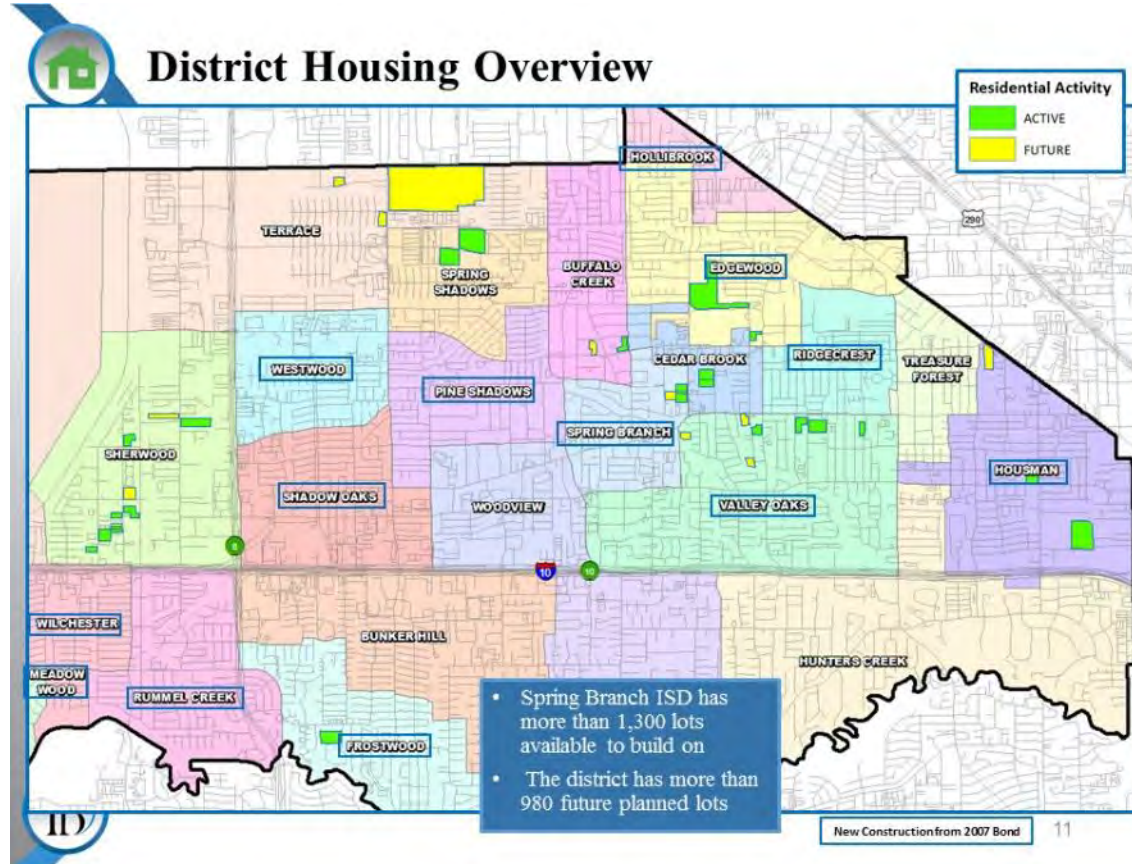 District Housing Overview
Residential Activity
ACTIVE
FUTURE
HOLLIBROOK
290
TERRACE
SPRING
SHADOWS
BUFFALO
CREEK
EDGEWOOD
WESTWOOD
PINE SHADOWS
CEDAR BROOK
RIDGECREST
TREASURE
FOREST
SPRING BRANCH
SHERWOOD
SHADOW OAKS
WOODVIEW
VALLEY OAKS
HOUSMAN
8
10
10
WILCHESTER
BUNKER HILL
HUNTERS CREEK
MEADOW
WOOD
RUMMEL CREEK
FROSTWOOD
• Spring Branch ISD has
more than 1,300 lots
available to build on
• The district has more than
980 future planned lots
New Construction from 2007 Bond
11